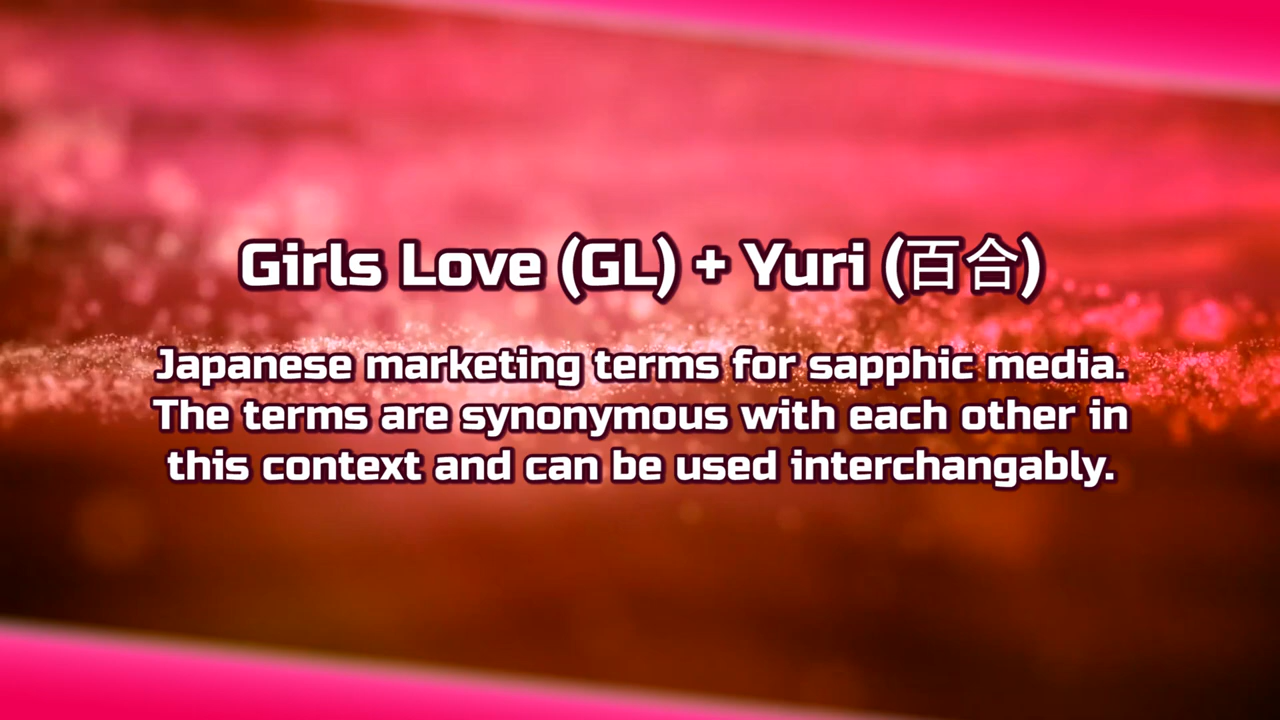 Girls Love (GL) + Yuri (百合)
Japanese marketing terms for sapphic media.
The terms are synonymous with each other in
this context and can be used interchangably.